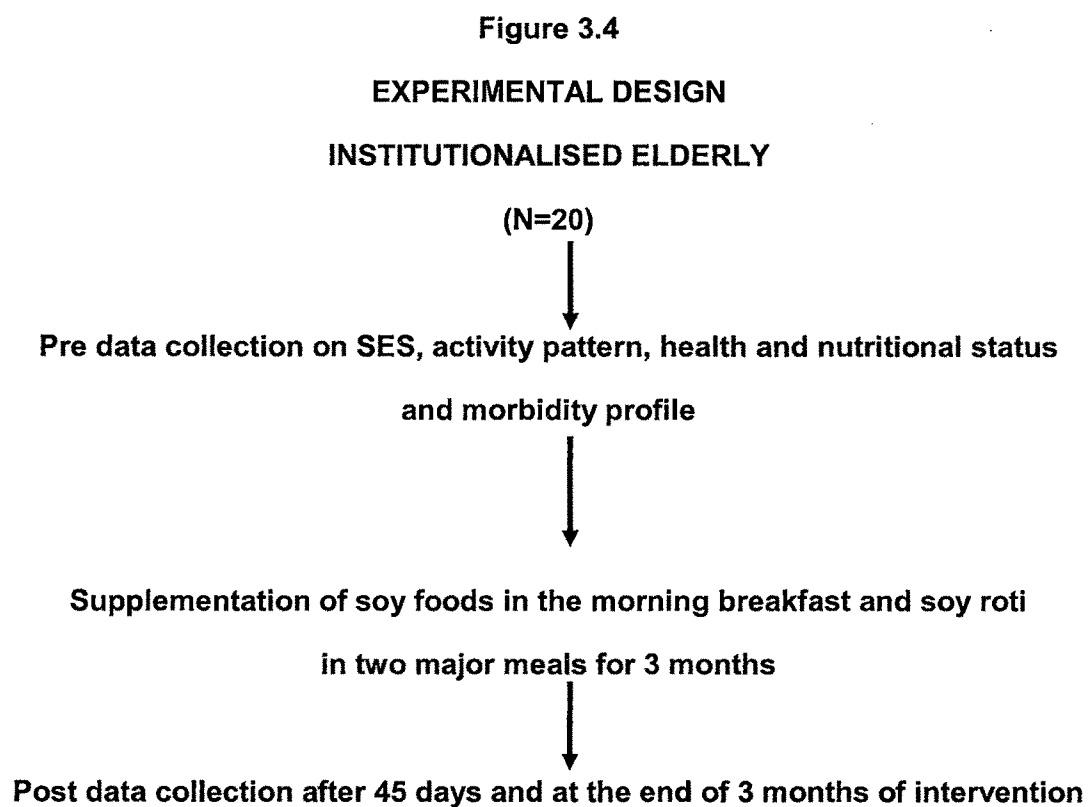 Figure 3.4
EXPERIMENTAL DESIGN
INSTITUTIONALISED ELDERLY
(N=20)
Pre data collection on SES, activity pattern, health and nutritional status
and morbidity profile
Supplementation of soy foods in the morning breakfast and soy roti
in two major meals for 3 months
Post data collection after 45 days and at the end of 3 months of intervention